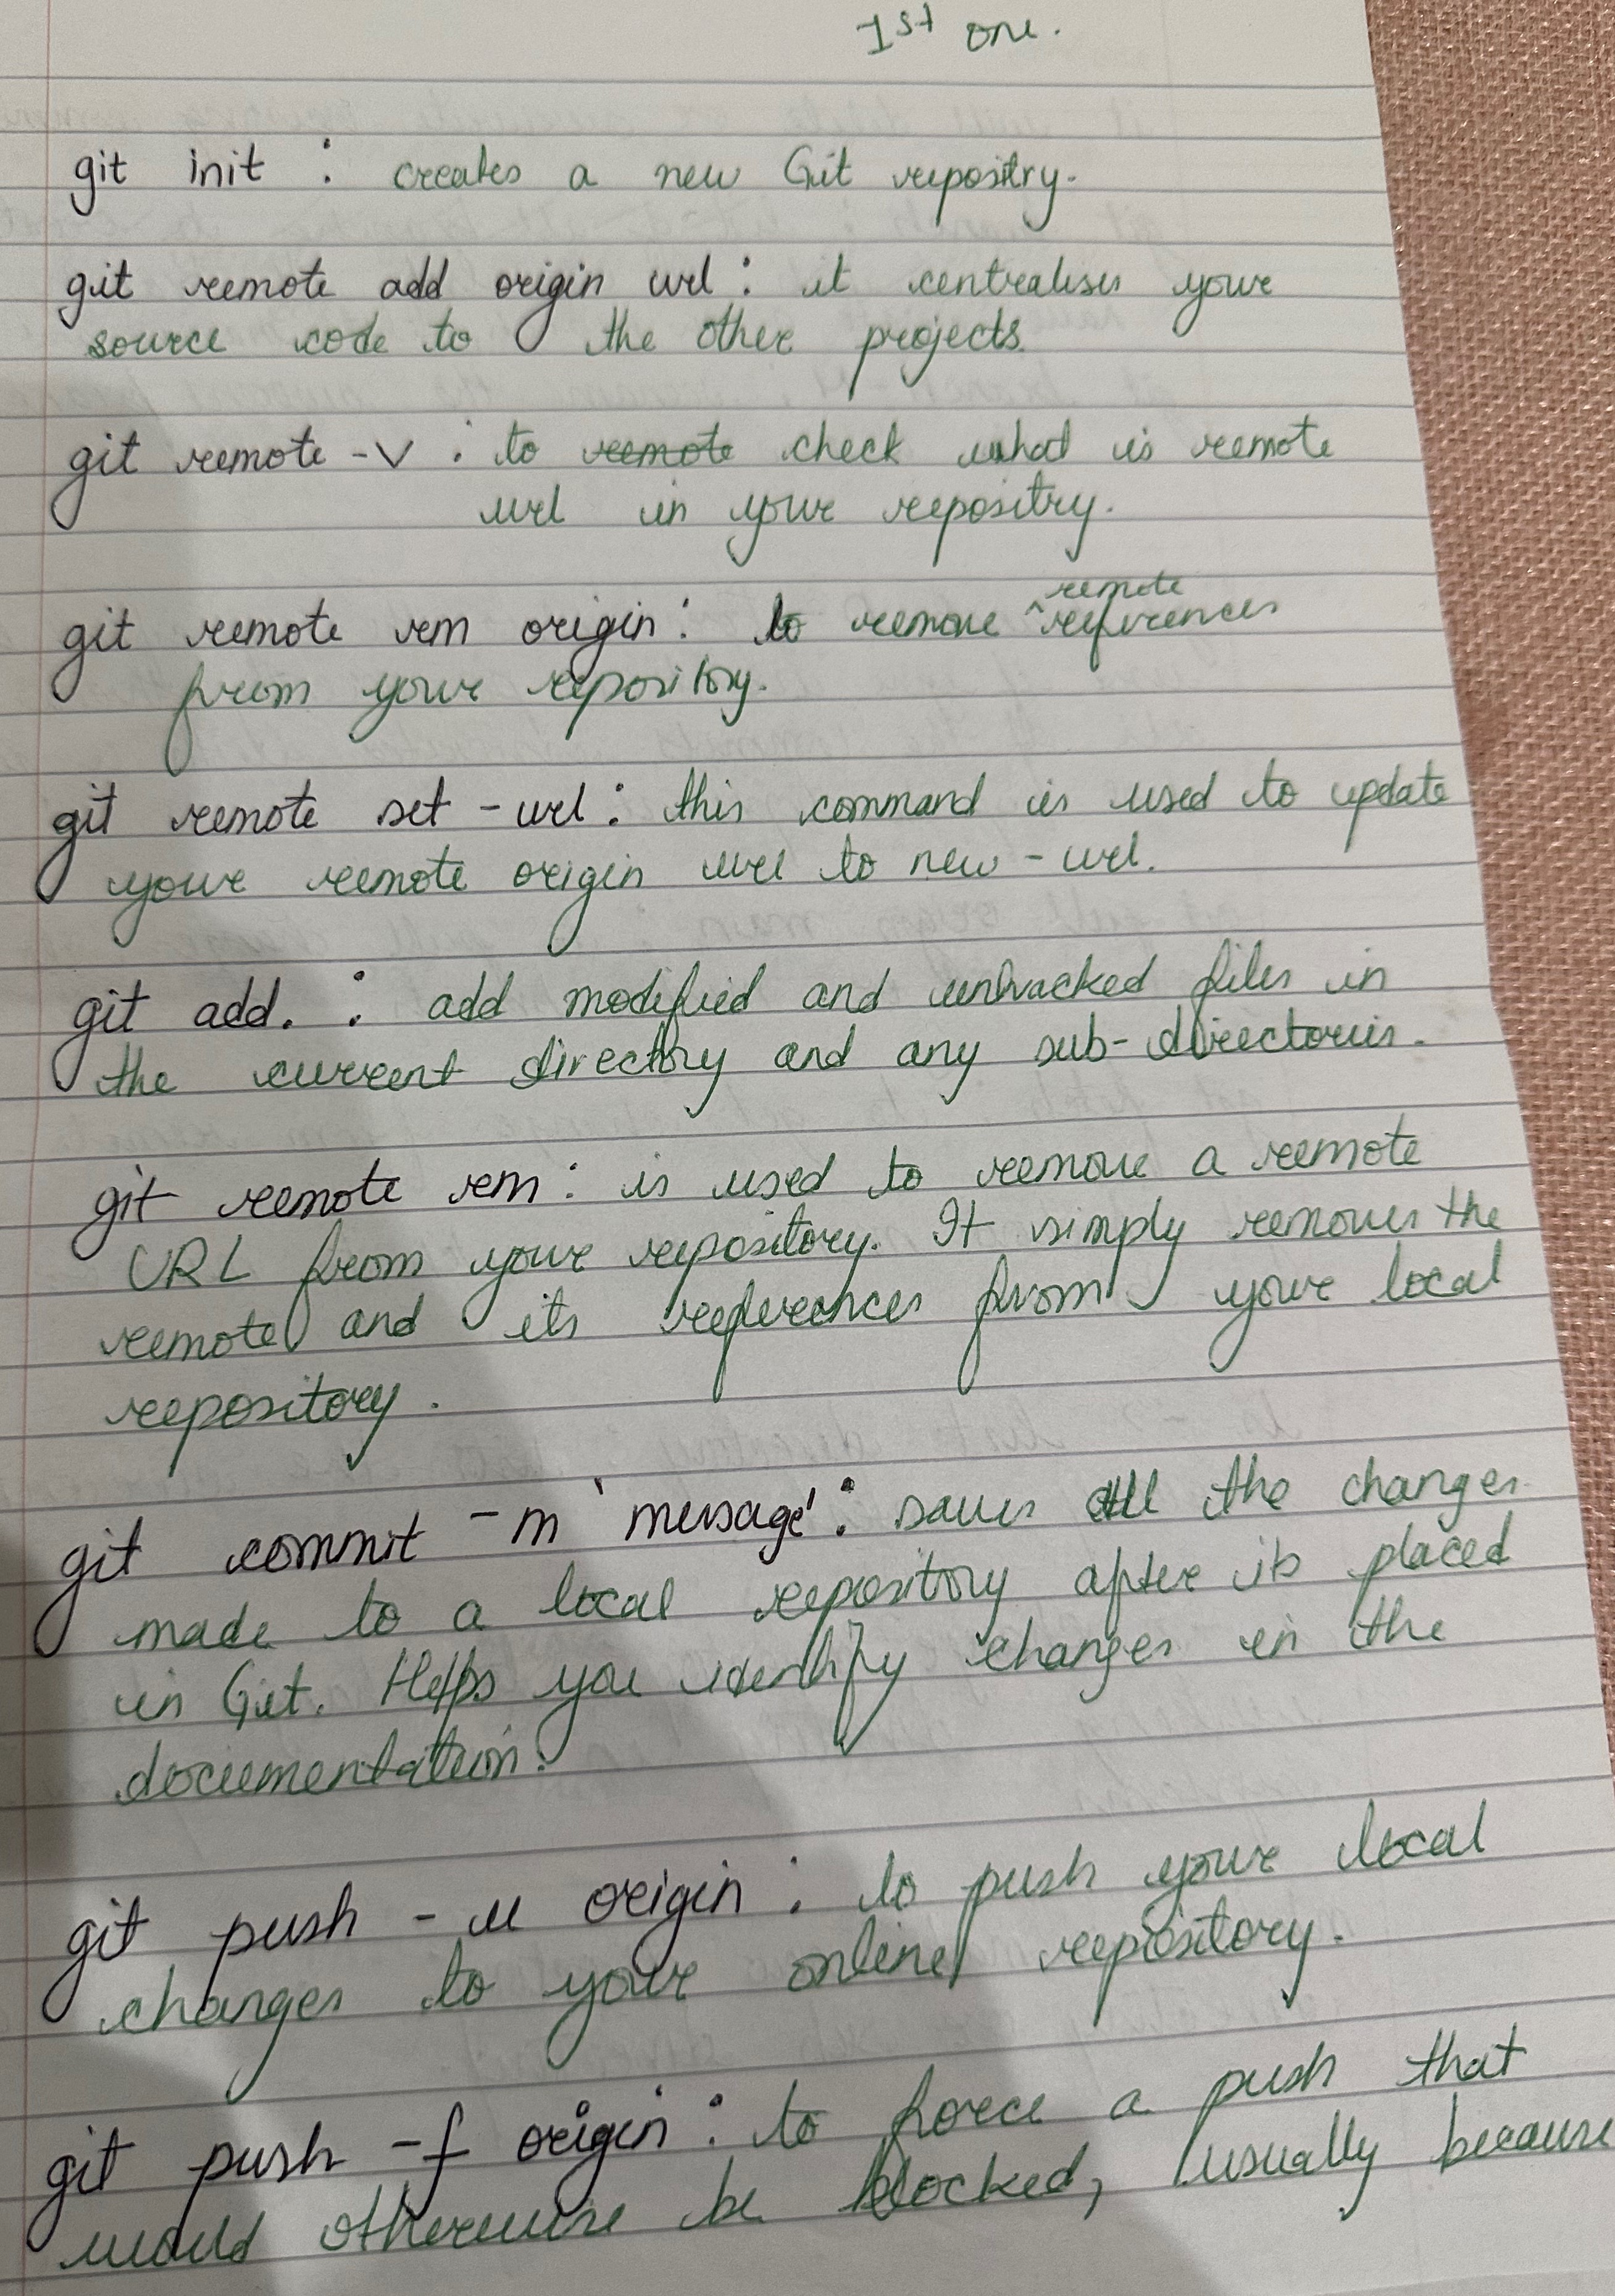 1st one.
git init : creates a new Git repositry.
git remote add origin url : it centralises your
source code to the other projects.
git remote -v : to remote check what is remote
url in your repositry.
remote
git remote rm origin : to remove ^ references
from your repository.
git remote set - url : this command is used to update
your remote origin url to new - url.
git add. : add modified and untracked files in
the current directory and any sub- directories.
git remote rm : is used to remove a remote
URL from your repository. It simply removes the
remote and its references from your local
repository.
git commit -m 'message' : saves all the changes
made to a local repository after its placed
in Git. Helps you identify changes in the
documentation.
git push - u origin : to push your local
changes to your online repository.
git push -f origin : to force a push that
would otherwise be blocked, usually because